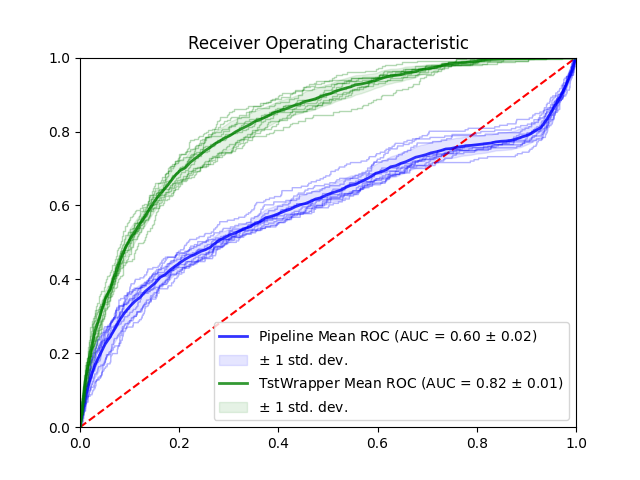 Receiver Operating Characteristic
1.0
0.8
0.6
0.4
0.2
0.0
Pipeline Mean ROC (AUC = 0.60 ± 0.02)
± 1 std. dev.
TstWrapper Mean ROC (AUC = 0.82 ± 0.01)
± 1 std. dev.
0.0 0.2 0.4 0.6 0.8 1.0